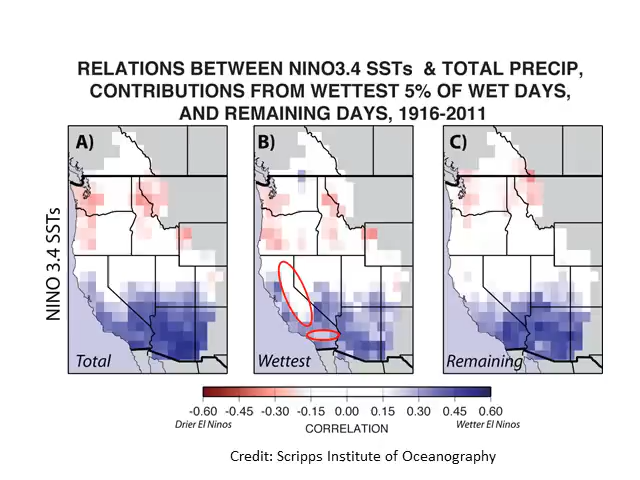 RELATIONS BETWEEN NINO3.4 SSTs & TOTAL PRECIP,
CONTRIBUTIONS FROM WETTEST 5% OF WET DAYS,
AND REMAINING DAYS, 1916-2011
A)
B)
C)
NINO 3.4 SSTs
Total
Wettest
Remaining
-0.60 -0.45 -0.30 -0.15 0.00 0.15 0.30 0.45 0.60
Drier El Ninos
CORRELATION
Wetter El Ninos
Credit: Scripps Institute of Oceanography